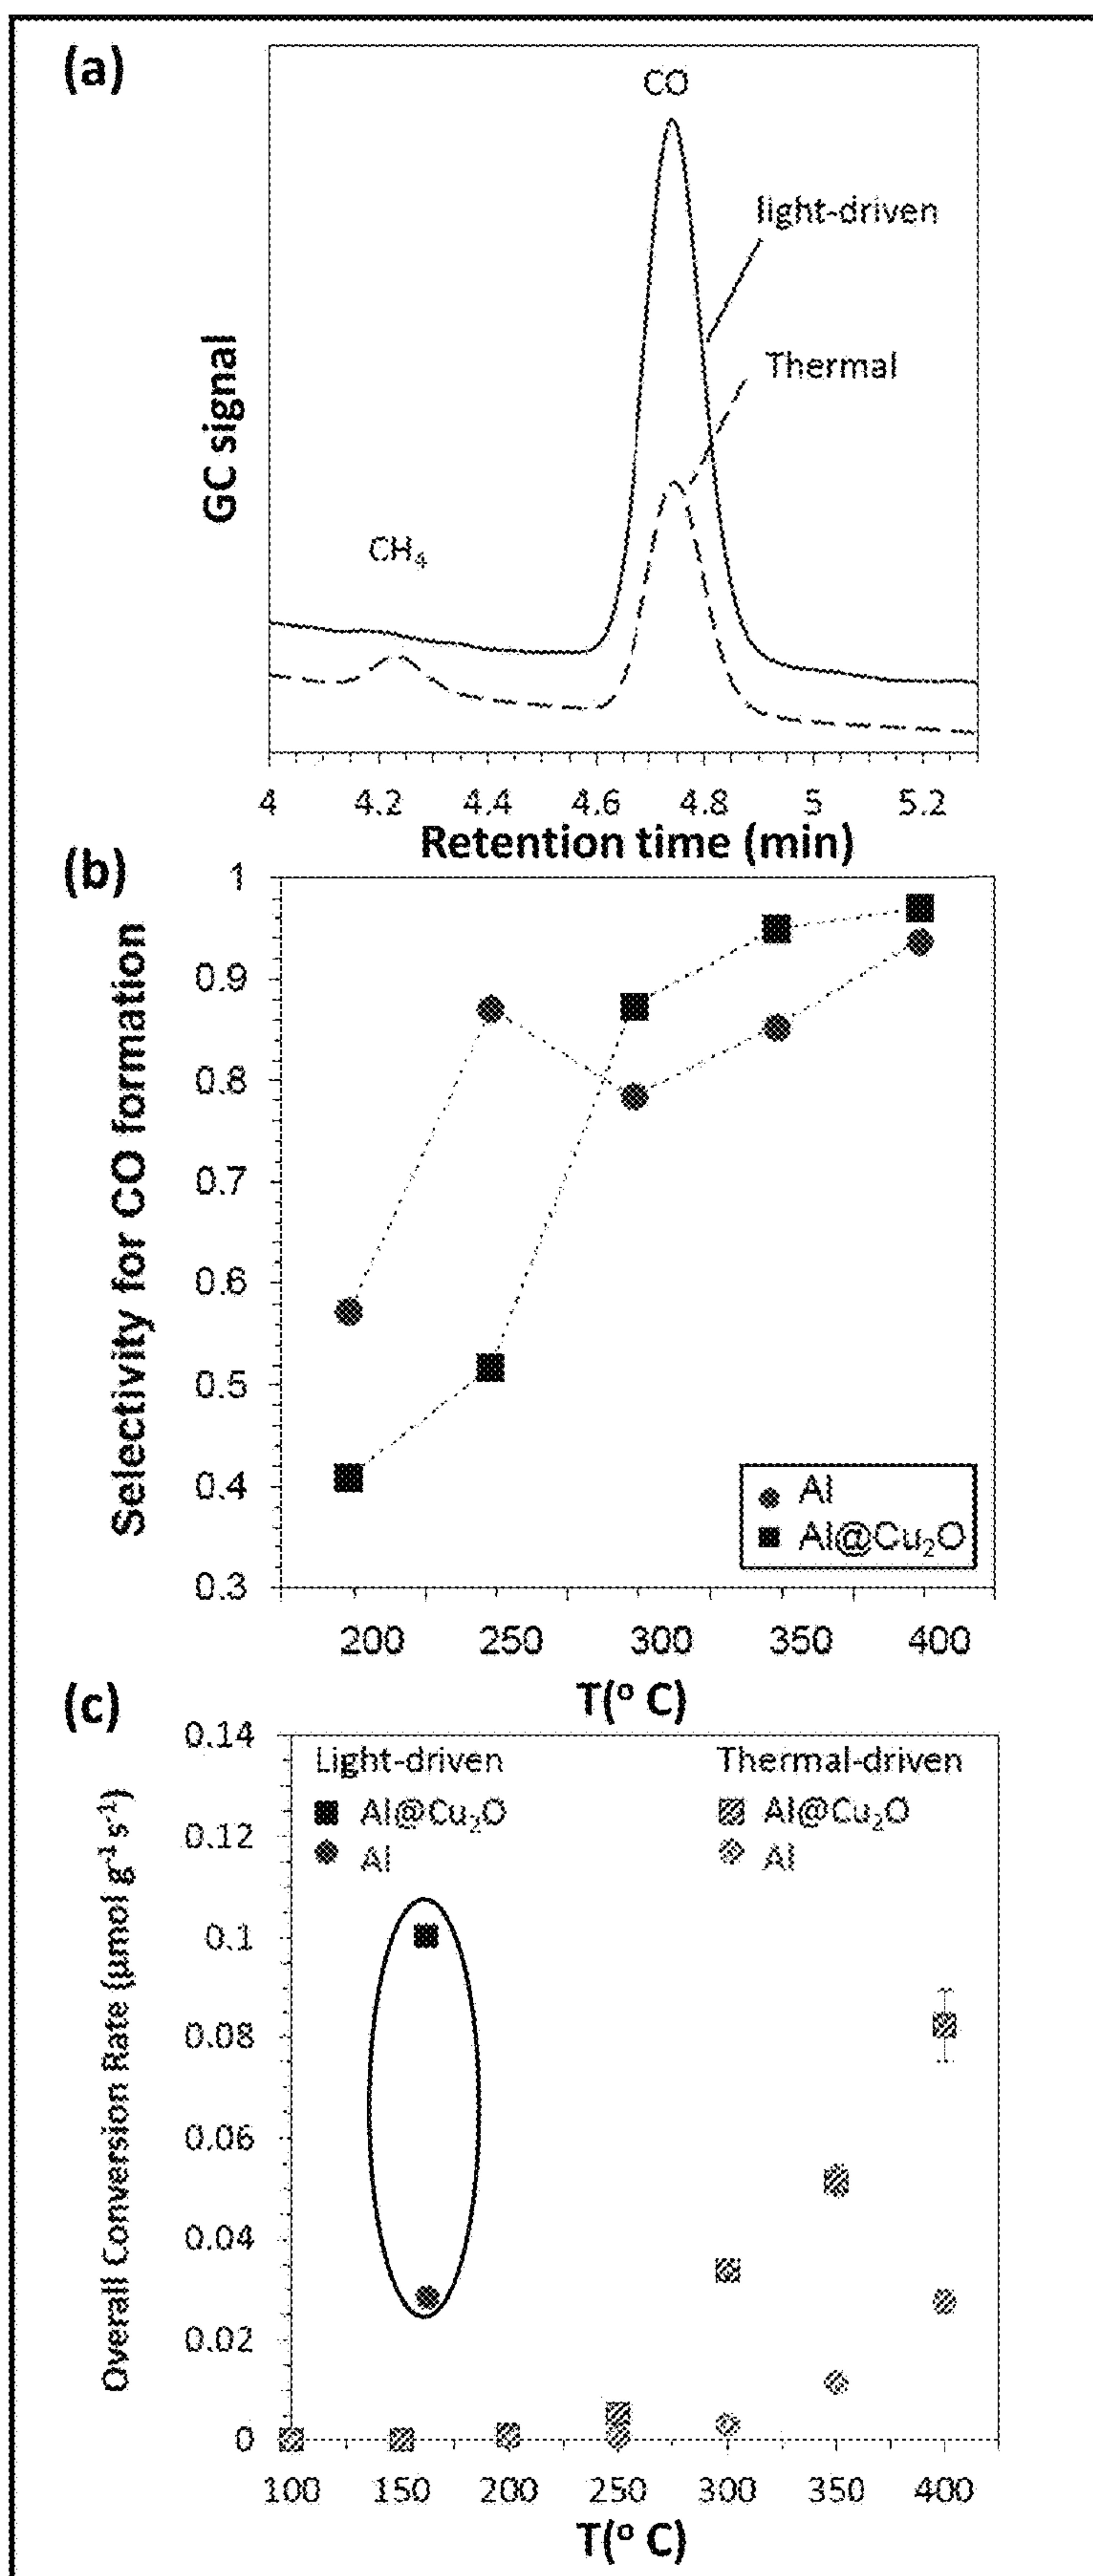 (a)
CO
light-driven
Thermal
CH₄
GC signal
4 4.2 4.4 4.6 4.8 5 5.2
Retention time (min)
(b)
1
0.9
0.8
0.7
0.6
0.5
0.4
0.3
Selectivity for CO formation
Al
Al@Cu₂O
200 250 300 350 400
T(° C)
(c)
0.14
0.12
0.1
0.08
0.06
0.04
0.02
0
Overall Conversion Rate (µmol g⁻¹ s⁻¹)
Light-driven
Al@Cu₂O
Al
Thermal-driven
Al@Cu₂O
Al
100 150 200 250 300 350 400
T(° C)